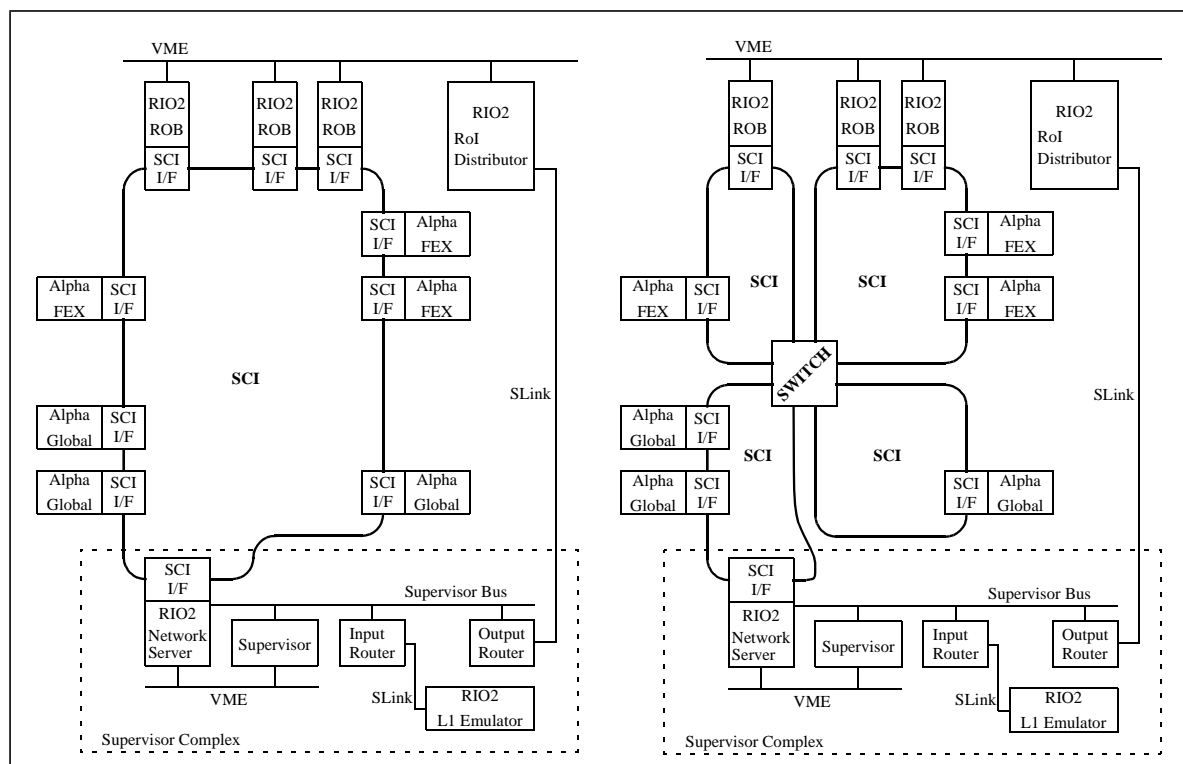 VME
RIO2
ROB
SCI
I/F
RIO2
ROB
SCI
I/F
RIO2
ROB
SCI
I/F
RIO2
RoI
Distributor
SCI
I/F
Alpha
FEX
Alpha
FEX
SCI
I/F
SCI
I/F
Alpha
FEX
SCI
SLink
Alpha
Global
SCI
I/F
Alpha
Global
SCI
I/F
SCI
I/F
Alpha
Global
SCI
I/F
RIO2
Network
Server
Supervisor Bus
Supervisor
Input
Router
Output
Router
VME
SLink
RIO2
L1 Emulator
Supervisor Complex
VME
RIO2
ROB
SCI
I/F
RIO2
ROB
SCI
I/F
RIO2
ROB
SCI
I/F
RIO2
RoI
Distributor
SCI
I/F
Alpha
FEX
Alpha
FEX
SCI
I/F
SCI
SCI
SCI
I/F
Alpha
FEX
SWITCH
SLink
Alpha
Global
SCI
I/F
SCI
SCI
Alpha
Global
SCI
I/F
SCI
I/F
Alpha
Global
SCI
I/F
RIO2
Network
Server
Supervisor Bus
Supervisor
Input
Router
Output
Router
VME
SLink
RIO2
L1 Emulator
Supervisor Complex